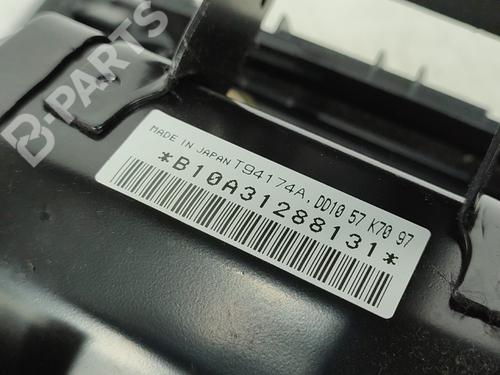 B-PARTS
MADE IN JAPAN T94174A, DD10 57 K70 97
*B10A31288131*